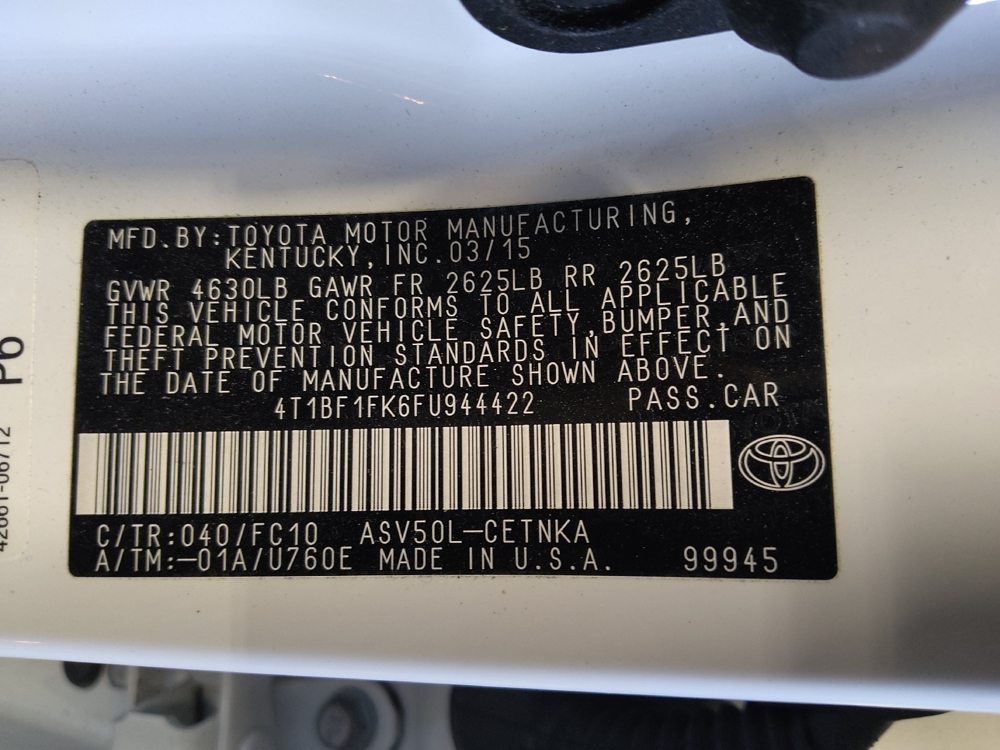 MFD.BY:TOYOTA MOTOR MANUFACTURING,
KENTUCKY,INC.03/15
GVWR 4630LB GAWR FR 2625LB RR 2625LB
THIS VEHICLE CONFORMS TO ALL APPLICABLE
FEDERAL MOTOR VEHICLE SAFETY,BUMPER,AND
THEFT PREVENTION STANDARDS IN EFFECT ON
THE DATE OF MANUFACTURE SHOWN ABOVE.
4T1BF1FK6FU944422 PASS.CAR
C/TR:040/FC10 ASV50L-CETNKA
A/TM:-01A/U760E MADE IN U.S.A. 99945
P6
42661-06712